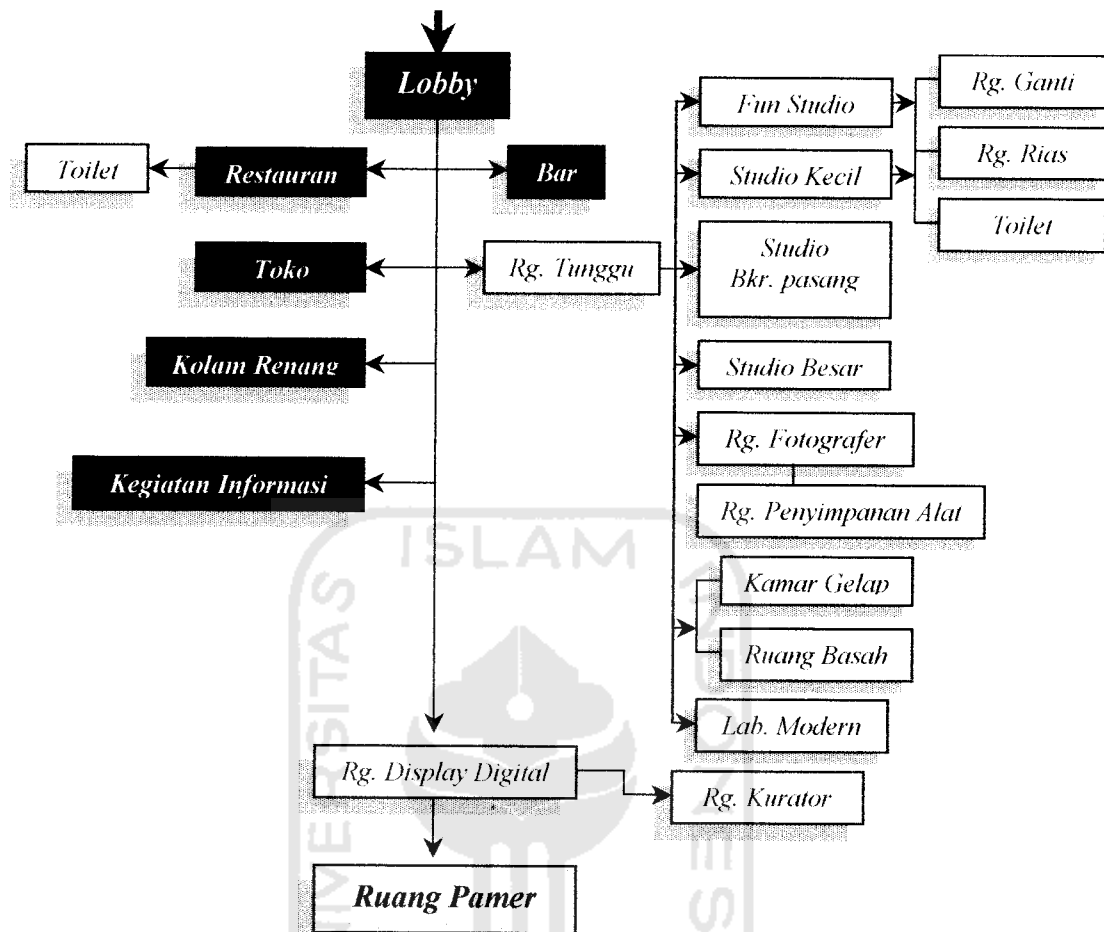 Lobby
Toilet
Restauran
Bar
Toko
Rg. Tunggu
Kolam Renang
Kegiatan Informasi
Fun Studio
Studio Kecil
Rg. Ganti
Rg. Rias
Toilet
Studio
Bkr. pasang
Studio Besar
Rg. Fotografer
Rg. Penyimpanan Alat
Kamar Gelap
Ruang Basah
Lab. Modern
Rg. Display Digital
Rg. Kurator
Ruang Pamer
ISLAM